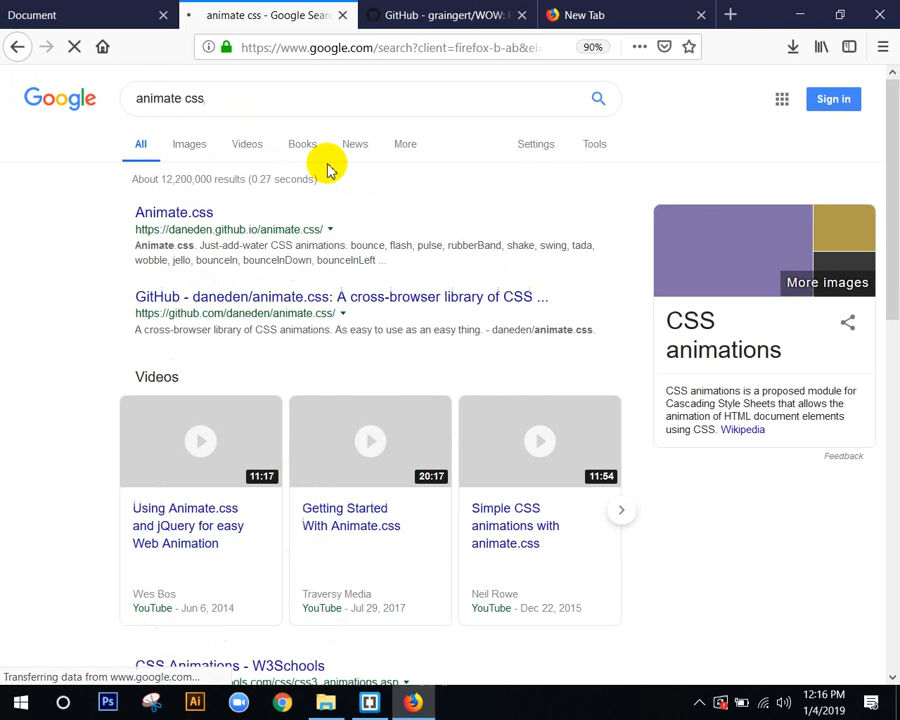 Document
animate css - Google Sear
GitHub - graingert/WOW:
New Tab
https://www.google.com/search?client=firefox-b-ab&ei=
90%
Google
animate css
Sign in
All
Images
Videos
Books
News
More
Settings
Tools
About 12,200,000 results (0.27 seconds)
Animate.css
https://daneden.github.io/animate.css/
Animate.css. Just-add-water CSS animations. bounce, flash, pulse, rubberBand, shake, swing, tada,
wobble, jello, bounceIn, bounceInDown, bounceInLeft ...
GitHub - daneden/animate.css: A cross-browser library of CSS ...
https://github.com/daneden/animate.css/
A cross-browser library of CSS animations. As easy to use as an easy thing. - daneden/animate.css.
More images
CSS
animations
CSS animations is a proposed module for
Cascading Style Sheets that allows the
animation of HTML document elements
using CSS. Wikipedia
Feedback
Videos
11:17
Using Animate.css
and jQuery for easy
Web Animation
Wes Bos
YouTube - Jun 6, 2014
20:17
Getting Started
With Animate.css
Traversy Media
YouTube - Jul 29, 2017
11:54
Simple CSS
animations with
animate.css
Neil Rowe
YouTube - Dec 22, 2015
CSS Animations - W3Schools
ols.com/css/css3_animations.asp
Transferring data from www.google.com...
Ps
Ai
12:16 PM
1/4/2019